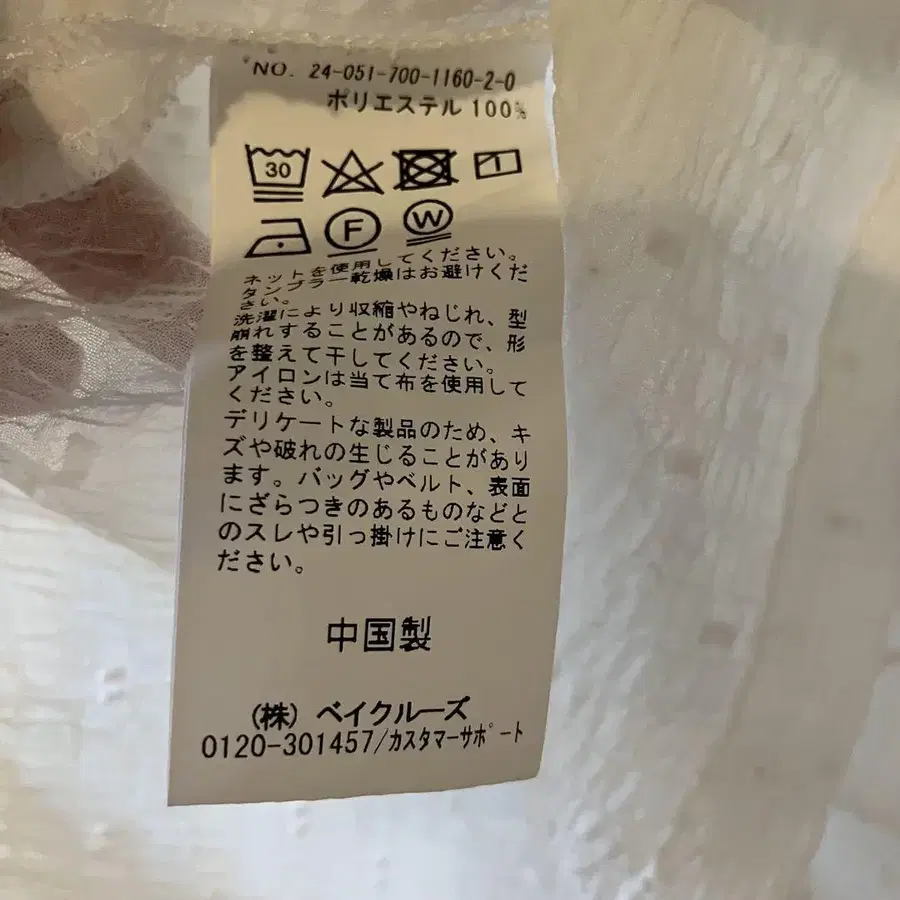 NO. 24-051-700-1160-2-0
ポリエステル 100%
30
F
W
ネットを使用してください。
タンブラー乾燥はお避けくだ
さい。
洗濯により収縮やねじれ、型
崩れすることがあるので、形
を整えて干してください。
アイロンは当て布を使用して
ください。
デリケートな製品のため、キ
ズや破れの生じることがあり
ます。バッグやベルト、表面
にざらつきのあるものなどと
のスレや引っ掛けにご注意く
ださい。
中国製
(株) ベイクルーズ
0120-301457/カスタマーサポート